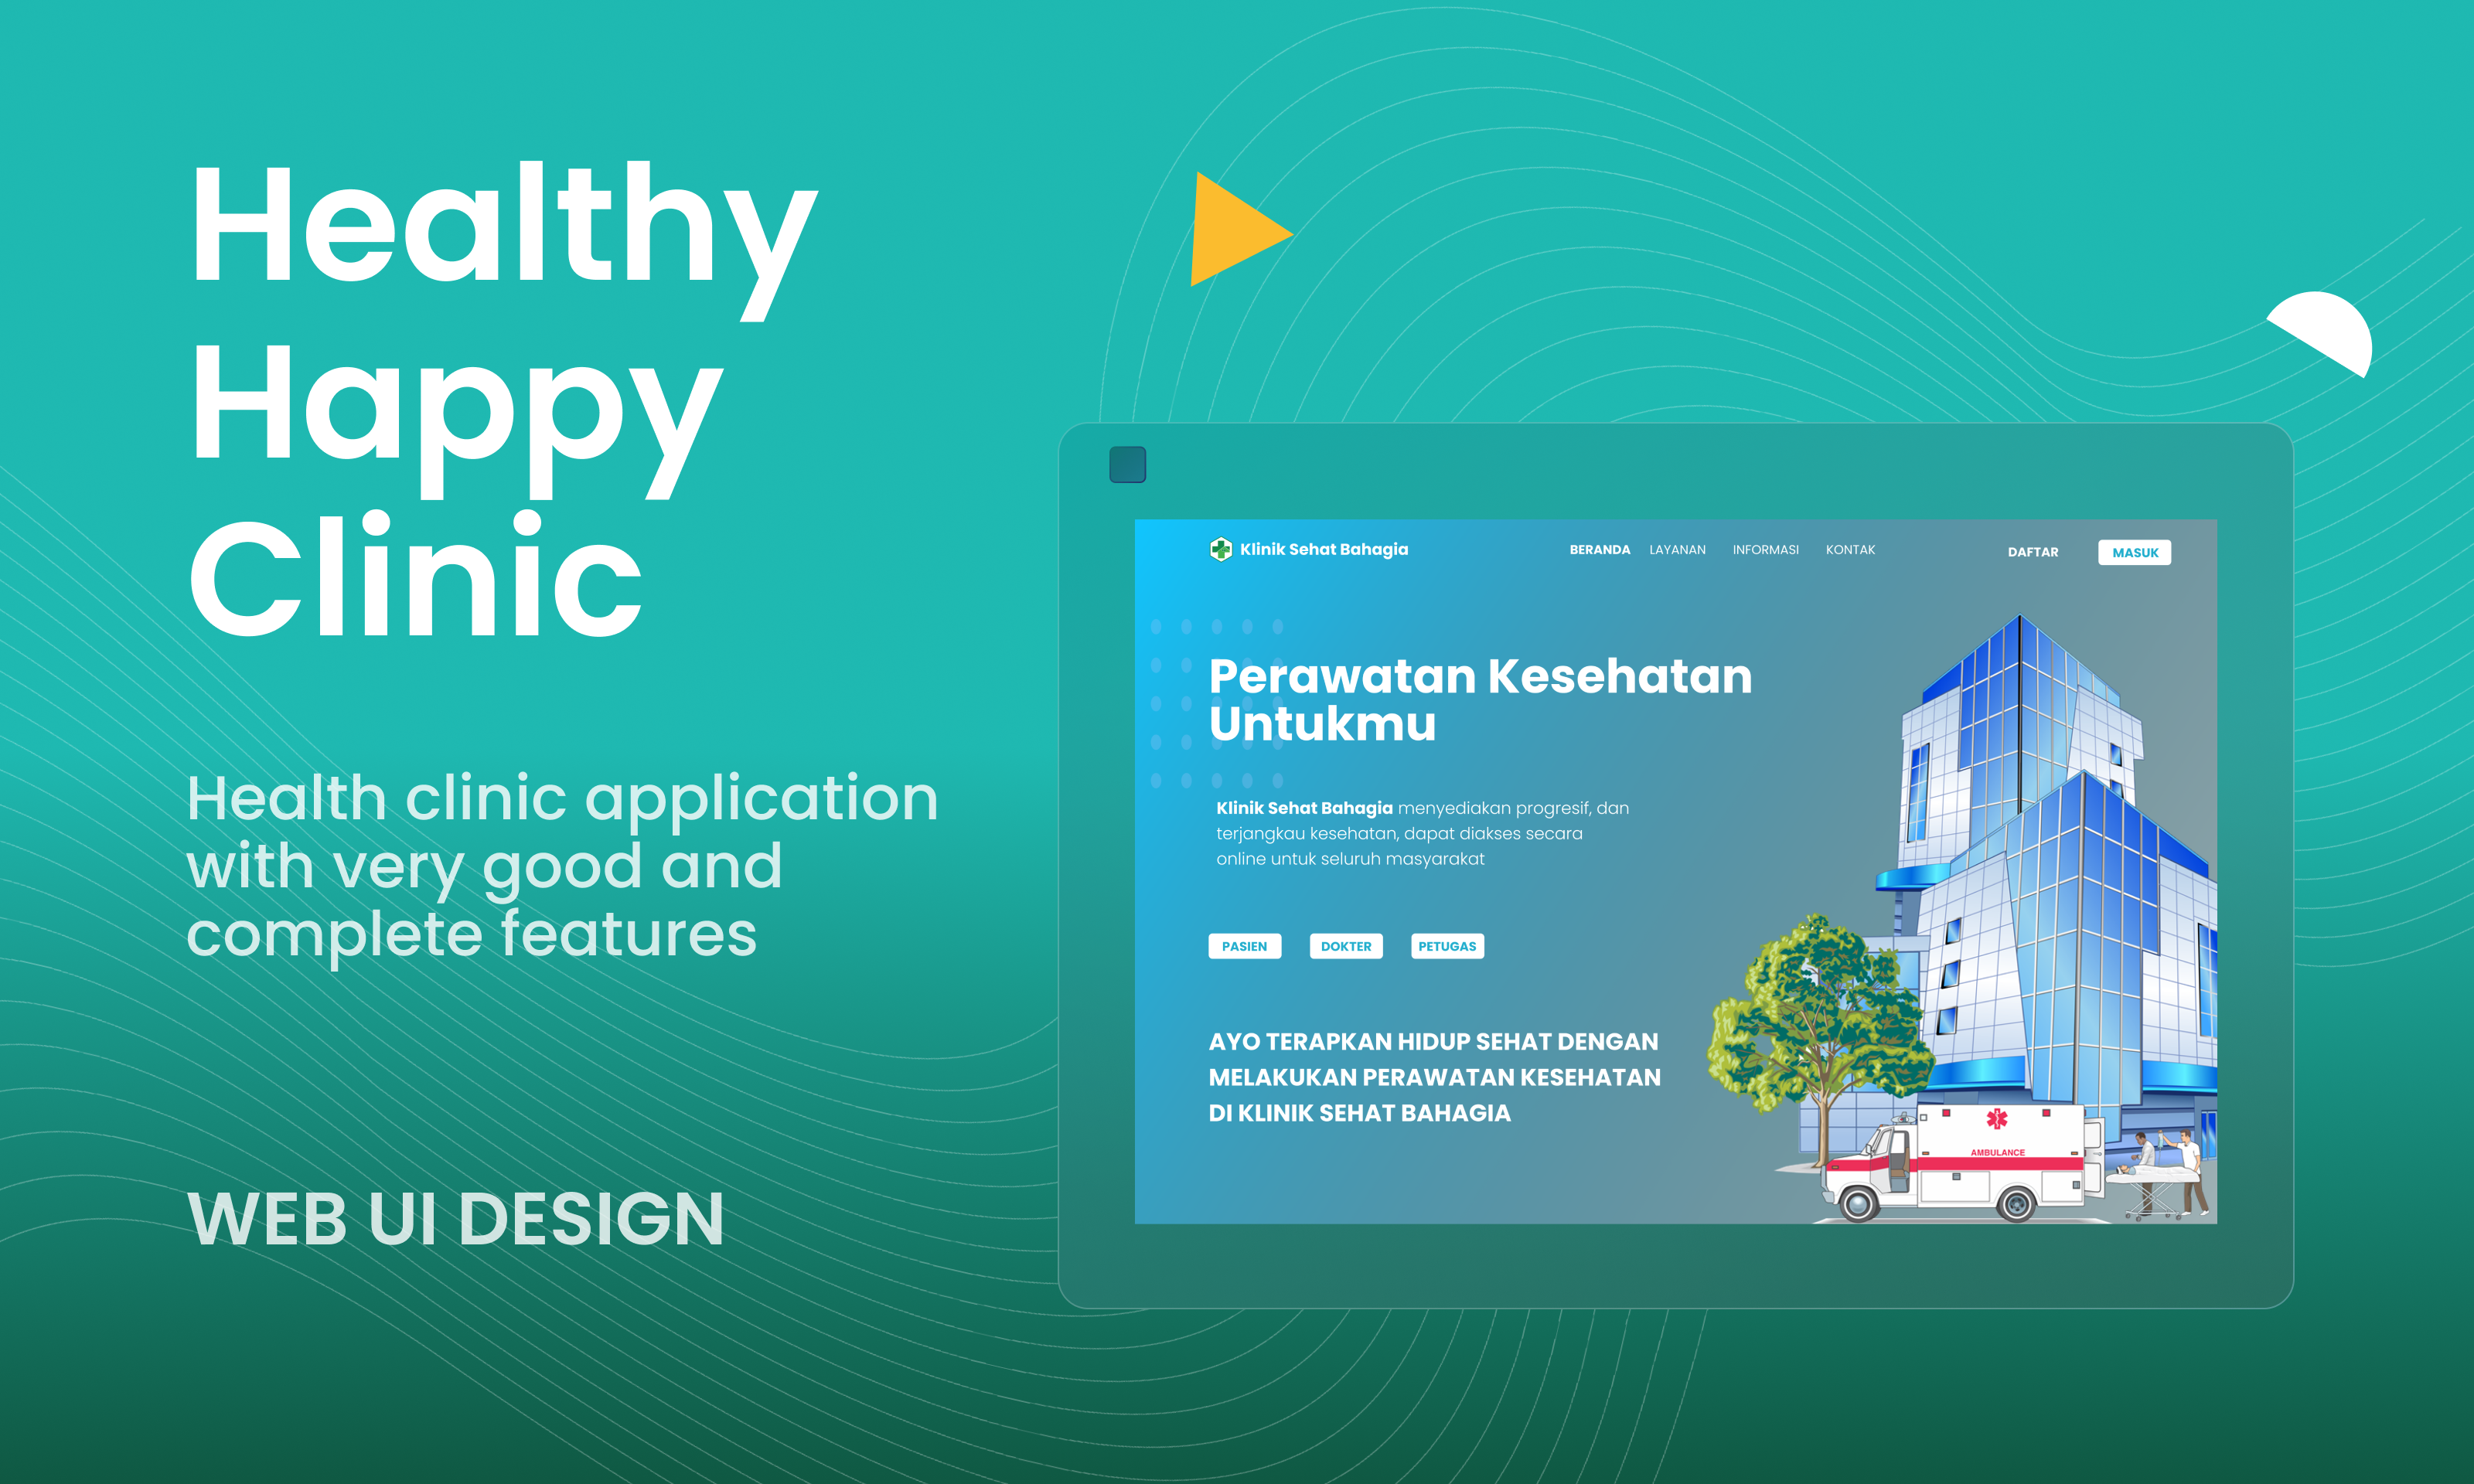 Healthy
Happy
Clinic
Health clinic application
with very good and
complete features
WEB UI DESIGN
Klinik Sehat Bahagia
BERANDA LAYANAN INFORMASI KONTAK
DAFTAR MASUK
Perawatan Kesehatan
Untukmu
Klinik Sehat Bahagia menyediakan progresif, dan
terjangkau kesehatan, dapat diakses secara
online untuk seluruh masyarakat
PASIEN DOKTER PETUGAS
AYO TERAPKAN HIDUP SEHAT DENGAN
MELAKUKAN PERAWATAN KESEHATAN
DI KLINIK SEHAT BAHAGIA
AMBULANCE